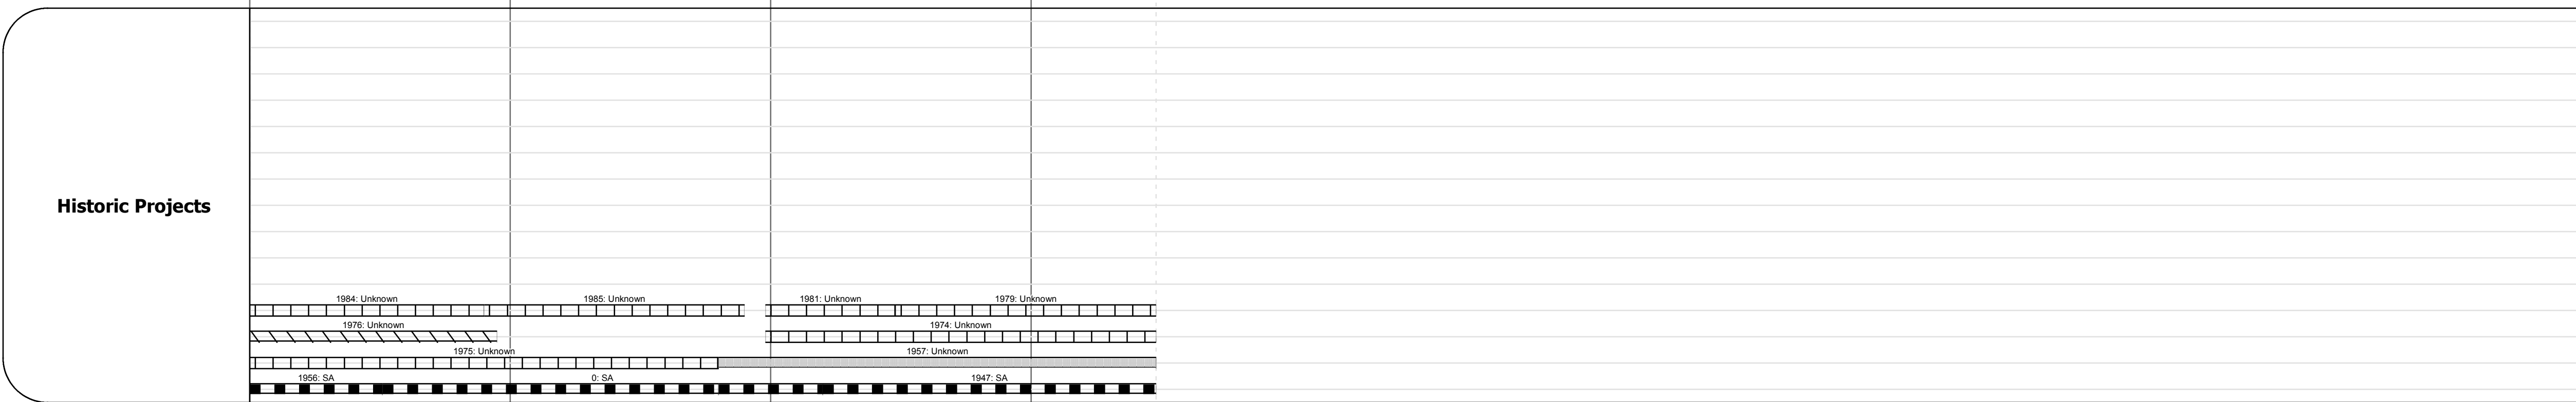 Historic Projects
1984: Unknown 1985: Unknown 1981: Unknown 1979: Unknown
1976: Unknown 1974: Unknown
1975: Unknown 1957: Unknown
1956: SA 0: SA 1947: SA